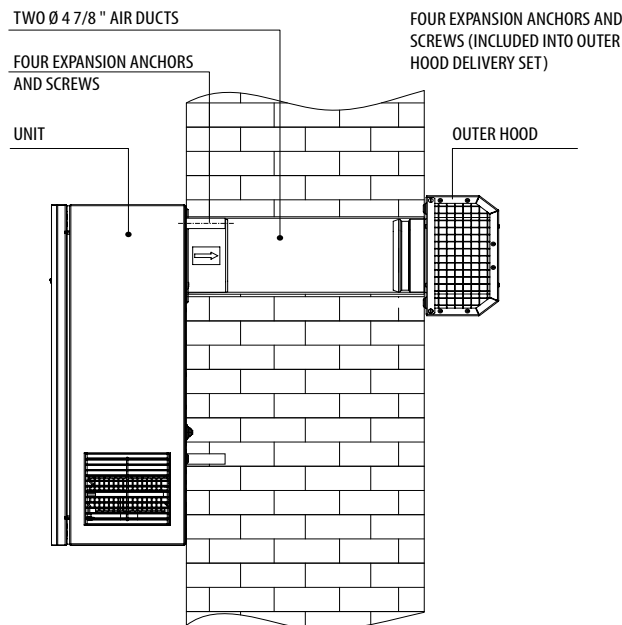 TWO Ø 4 7/8 " AIR DUCTS
FOUR EXPANSION ANCHORS AND
SCREWS (INCLUDED INTO OUTER
HOOD DELIVERY SET)
FOUR EXPANSION ANCHORS
AND SCREWS
UNIT
OUTER HOOD